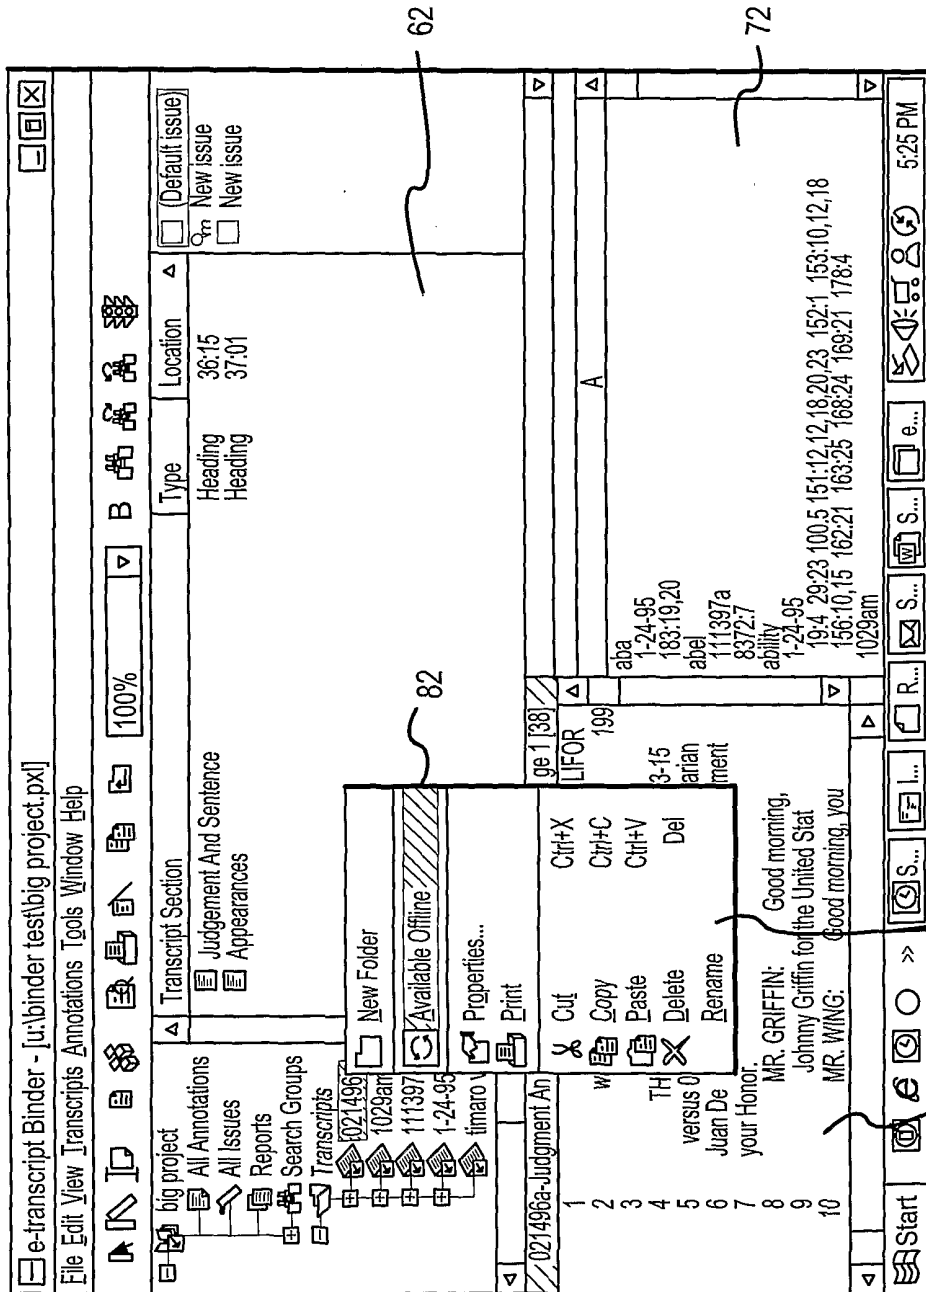 e-transcript Binder - [u:\binder test\big project.pxl]
File Edit View Transcripts Annotations Tools Window Help
100%
B
big project
All Annotations
All Issues
Reports
Search Groups
Transcripts
021496
1029am
111397
1-24-95
timaro
Transcript Section
Type
Location
Judgement And Sentence
Heading
36:15
Appearances
Heading
37:01
(Default issue)
New issue
New issue
62
New Folder
Available Offline
Properties...
Print
Cut Ctrl+X
Copy Ctrl+C
Paste Ctrl+V
Delete Del
Rename
82
021496a-Judgment An
ge 1 [38]
1
LIFOR
2 w
199
3
4 TH
3-15
5 versus 0
arian
6 Juan De
ment
7 your Honor.
8 MR. GRIFFIN: Good morning,
9 Johnny Griffin for the United Stat
10 MR. WING: Good morning, you
A
aba
1-24-95
183:19,20
abel
111397a
8372:7
ability
1-24-95
19:4 29:23 100.5 151:12,12,18,20,23 152:1 153:10,12,18
156:10,15 162:21 163:25 168:24 169:21 178:4
1029am
72
Start
»
S...
I...
R...
S...
W S...
e...
5:25 PM